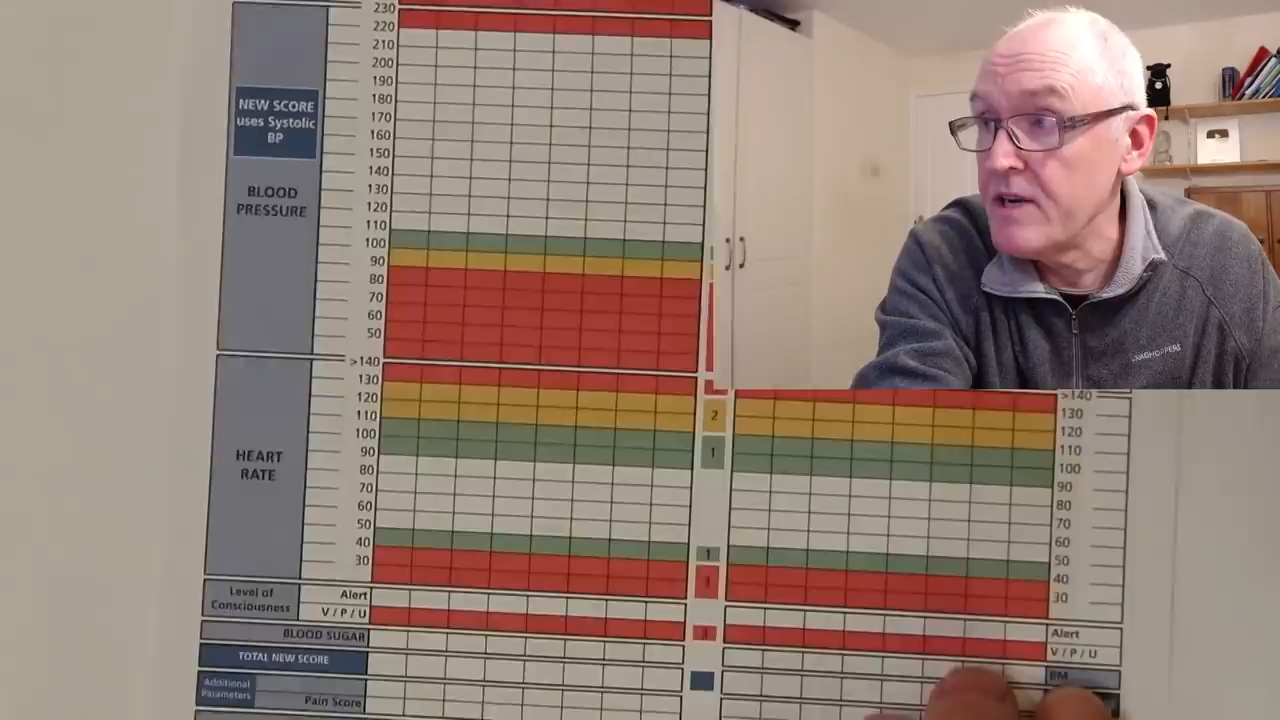 230
220
210
200
190
180
170
160
150
140
130
120
110
100
90
80
70
60
50
NEW SCORE
uses Systolic
BP
BLOOD
PRESSURE
>140
130
120
110
100
90
80
70
60
50
40
30
HEART
RATE
2
1
1
3
>140
130
120
110
100
90
80
70
60
50
40
30
Level of
Consciousness
Alert
V / P / U
3
Alert
V / P / U
BLOOD SUGAR
BM
TOTAL NEW SCORE
Additional
Parameters
Pain Score